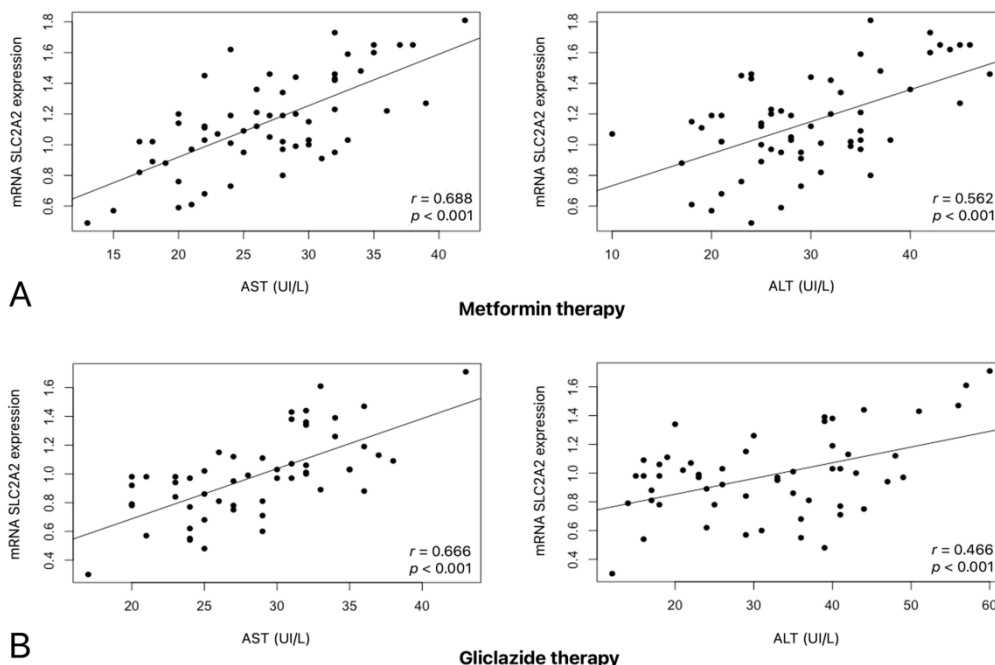 mRNA SLC2A2 expression
1.8
1.6
1.4
1.2
1.0
0.8
0.6
r = 0.688
p < 0.001
15 20 25 30 35 40
AST (UI/L)
mRNA SLC2A2 expression
1.8
1.6
1.4
1.2
1.0
0.8
0.6
r = 0.562
p < 0.001
10 20 30 40
ALT (UI/L)
A
Metformin therapy
mRNA SLC2A2 expression
1.6
1.4
1.2
1.0
0.8
0.6
0.4
r = 0.666
p < 0.001
20 25 30 35 40
AST (UI/L)
mRNA SLC2A2 expression
1.6
1.4
1.2
1.0
0.8
0.6
0.4
r = 0.466
p < 0.001
20 30 40 50 60
ALT (UI/L)
B
Gliclazide therapy